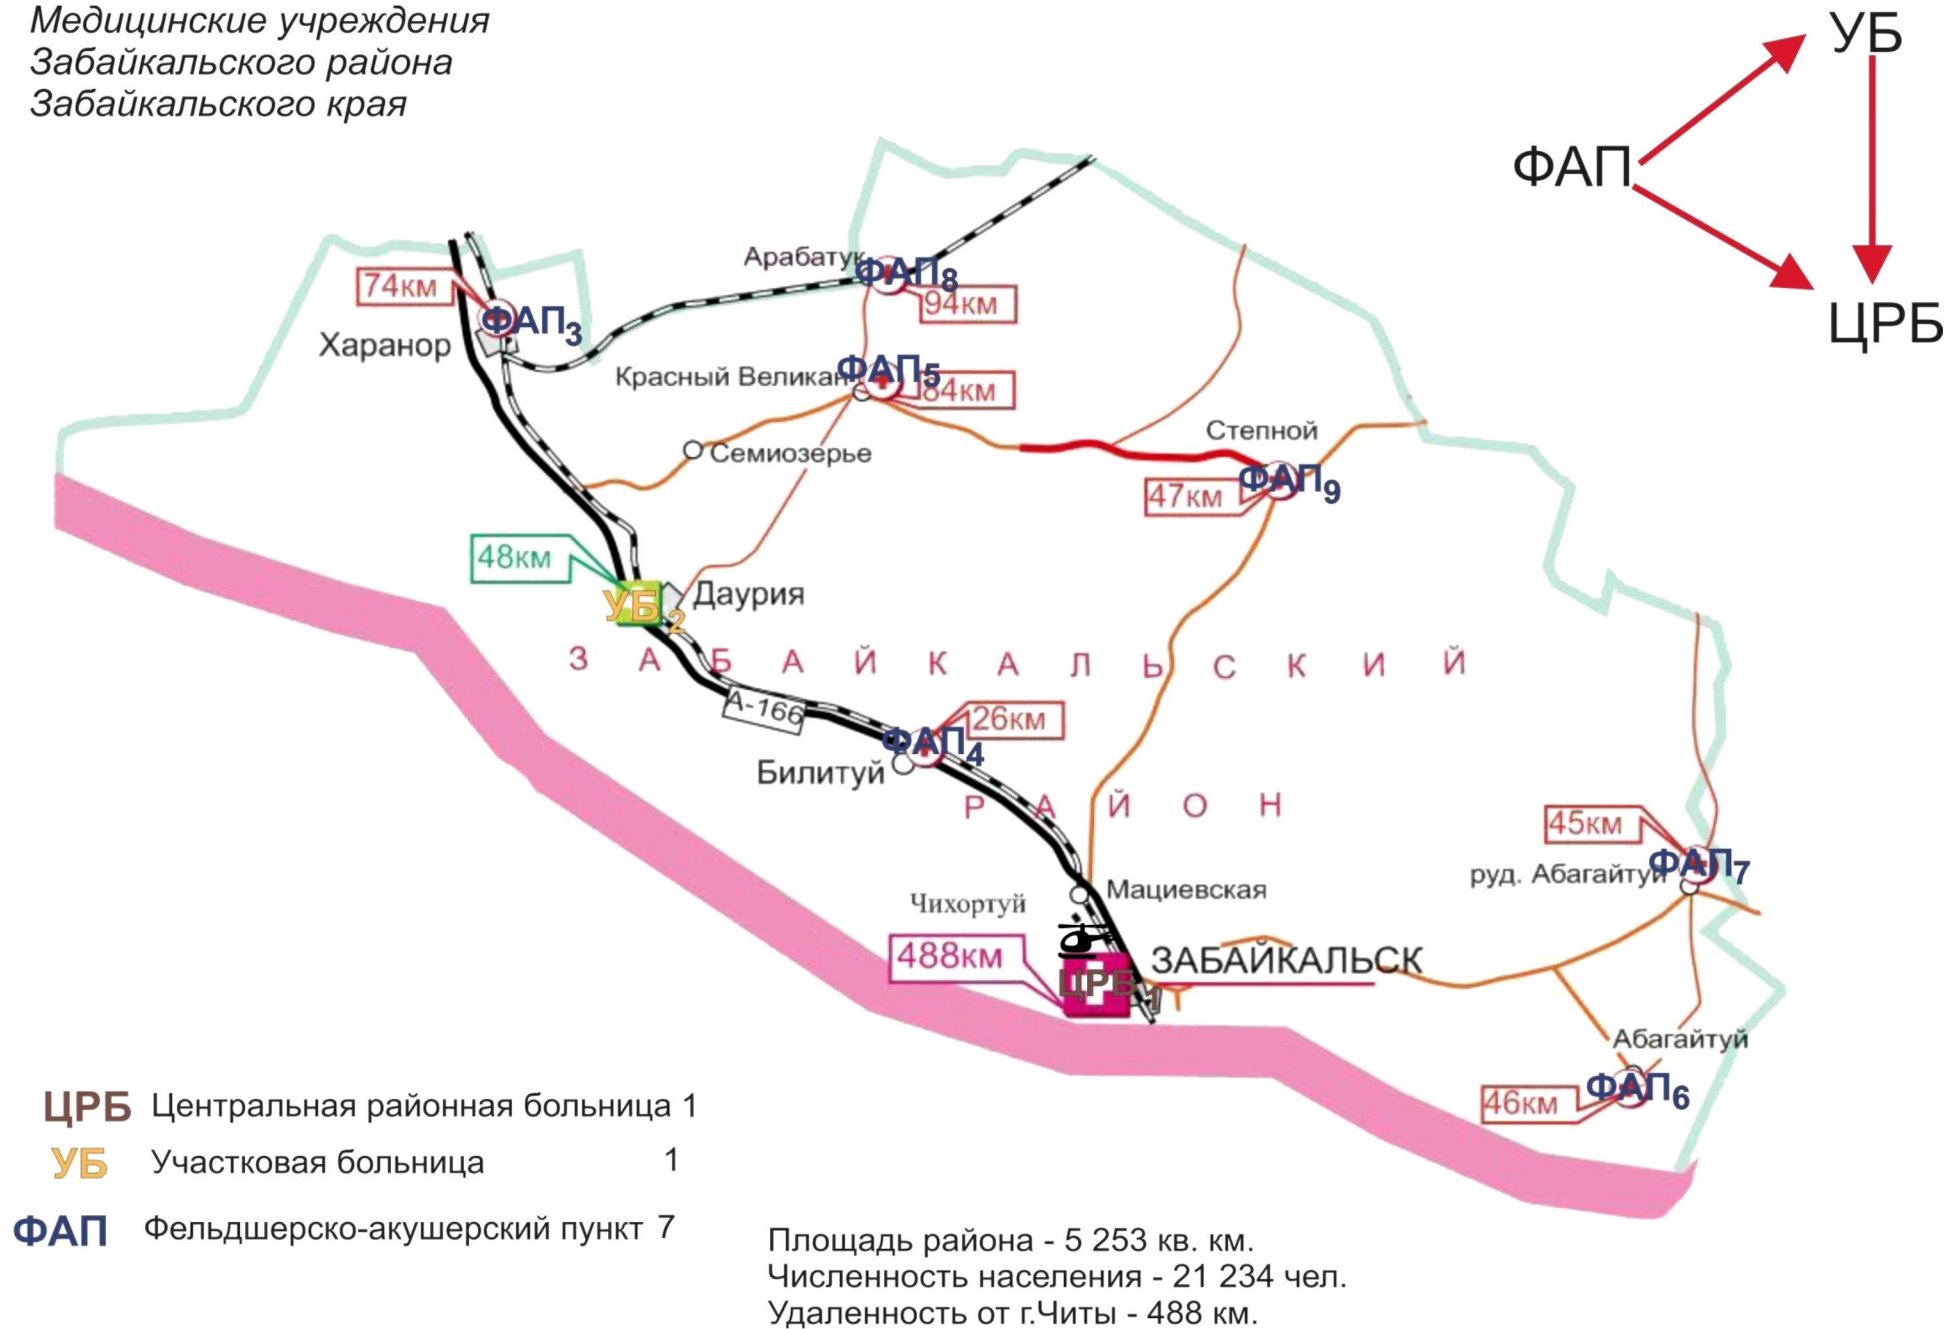 Медицинские учреждения
Забайкальского района
Забайкальского края
УБ
ФАП
ЦРБ
Арабатук
ФАП8
94км
74км
ФАП3
Харанор
Красный Великан
ФАП5
84км
Степной
Семиозерье
ФАП9
47км
48км
УБ2
Даурия
ЗАБАЙКАЛЬСКИЙ
А-166
26км
ФАП4
Билитуй
РАЙОН
45км
ФАП7
руд. Абагайтуй
Мациевская
Чихортуй
488км
ЦРБ1
ЗАБАЙКАЛЬСК
Абагайтуй
46км
ФАП6
ЦРБ Центральная районная больница 1
УБ Участковая больница 1
ФАП Фельдшерско-акушерский пункт 7
Площадь района - 5 253 кв. км.
Численность населения - 21 234 чел.
Удаленность от г.Читы - 488 км.